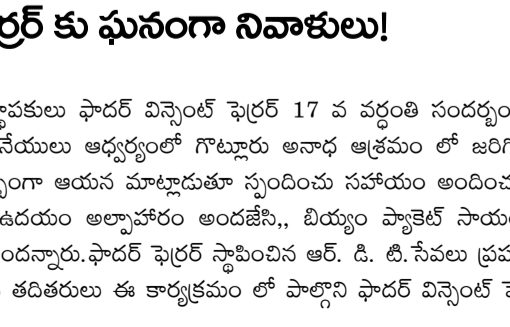 ర్రర్ కు ఘనంగా నివాళులు!
స్థాపకులు ఫాదర్ విన్సెంట్ ఫెర్రర్ 17 వ వర్ధంతి సందర్భం
నేయులు ఆధ్వర్యంలో గొట్లూరు అనాధ ఆశ్రమం లో జరిగి
ఆయన మాట్లాడుతూ స్పందించు సహాయం అందించ
ఉదయం అల్పాహారం అందజేసి,, బియ్యం ప్యాకెట్ సాయం
ందన్నారు.ఫాదర్ ఫెర్రర్ స్థాపించిన ఆర్. డి. టి.సేవలు ప్రప
తదితరులు ఈ కార్యక్రమం లో పాల్గొని ఫాదర్ విన్సెంట్